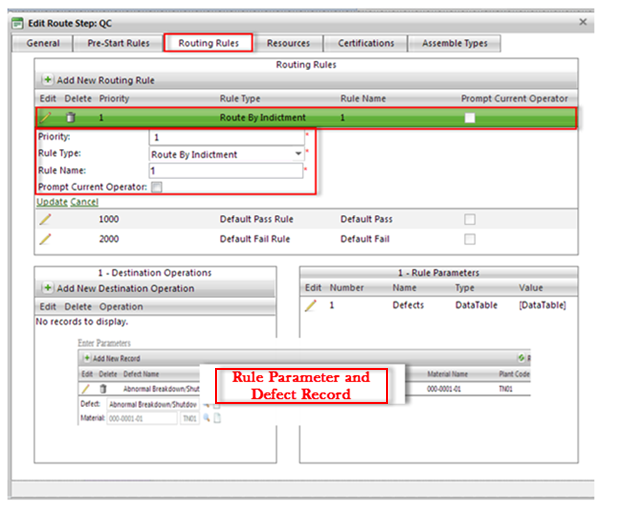 Edit Route Step: QC
General Pre-Start Rules Routing Rules Resources Certifications Assemble Types
Routing Rules
Add New Routing Rule
Edit Delete Priority Rule Type Rule Name Prompt Current Operator
1 Route By Indictment 1
Priority: 1 *
Rule Type: Route By Indictment *
Rule Name: 1 *
Prompt Current Operator:
Update Cancel
1000 Default Pass Rule Default Pass
2000 Default Fail Rule Default Fail
1 - Destination Operations
Add New Destination Operation
Edit Delete Operation
No records to display.
1 - Rule Parameters
Edit Number Name Type Value
1 Defects DataTable [DataTable]
Enter Parameters
Add New Record R
Edit Delete Defect Name Material Name Plant Code
Abnormal Breakdown/Shut 000-0001-01 TN01
Defect: Abnormal Breakdown/Shutdov
Material: 000-0001-01 TN01
Rule Parameter and
Defect Record